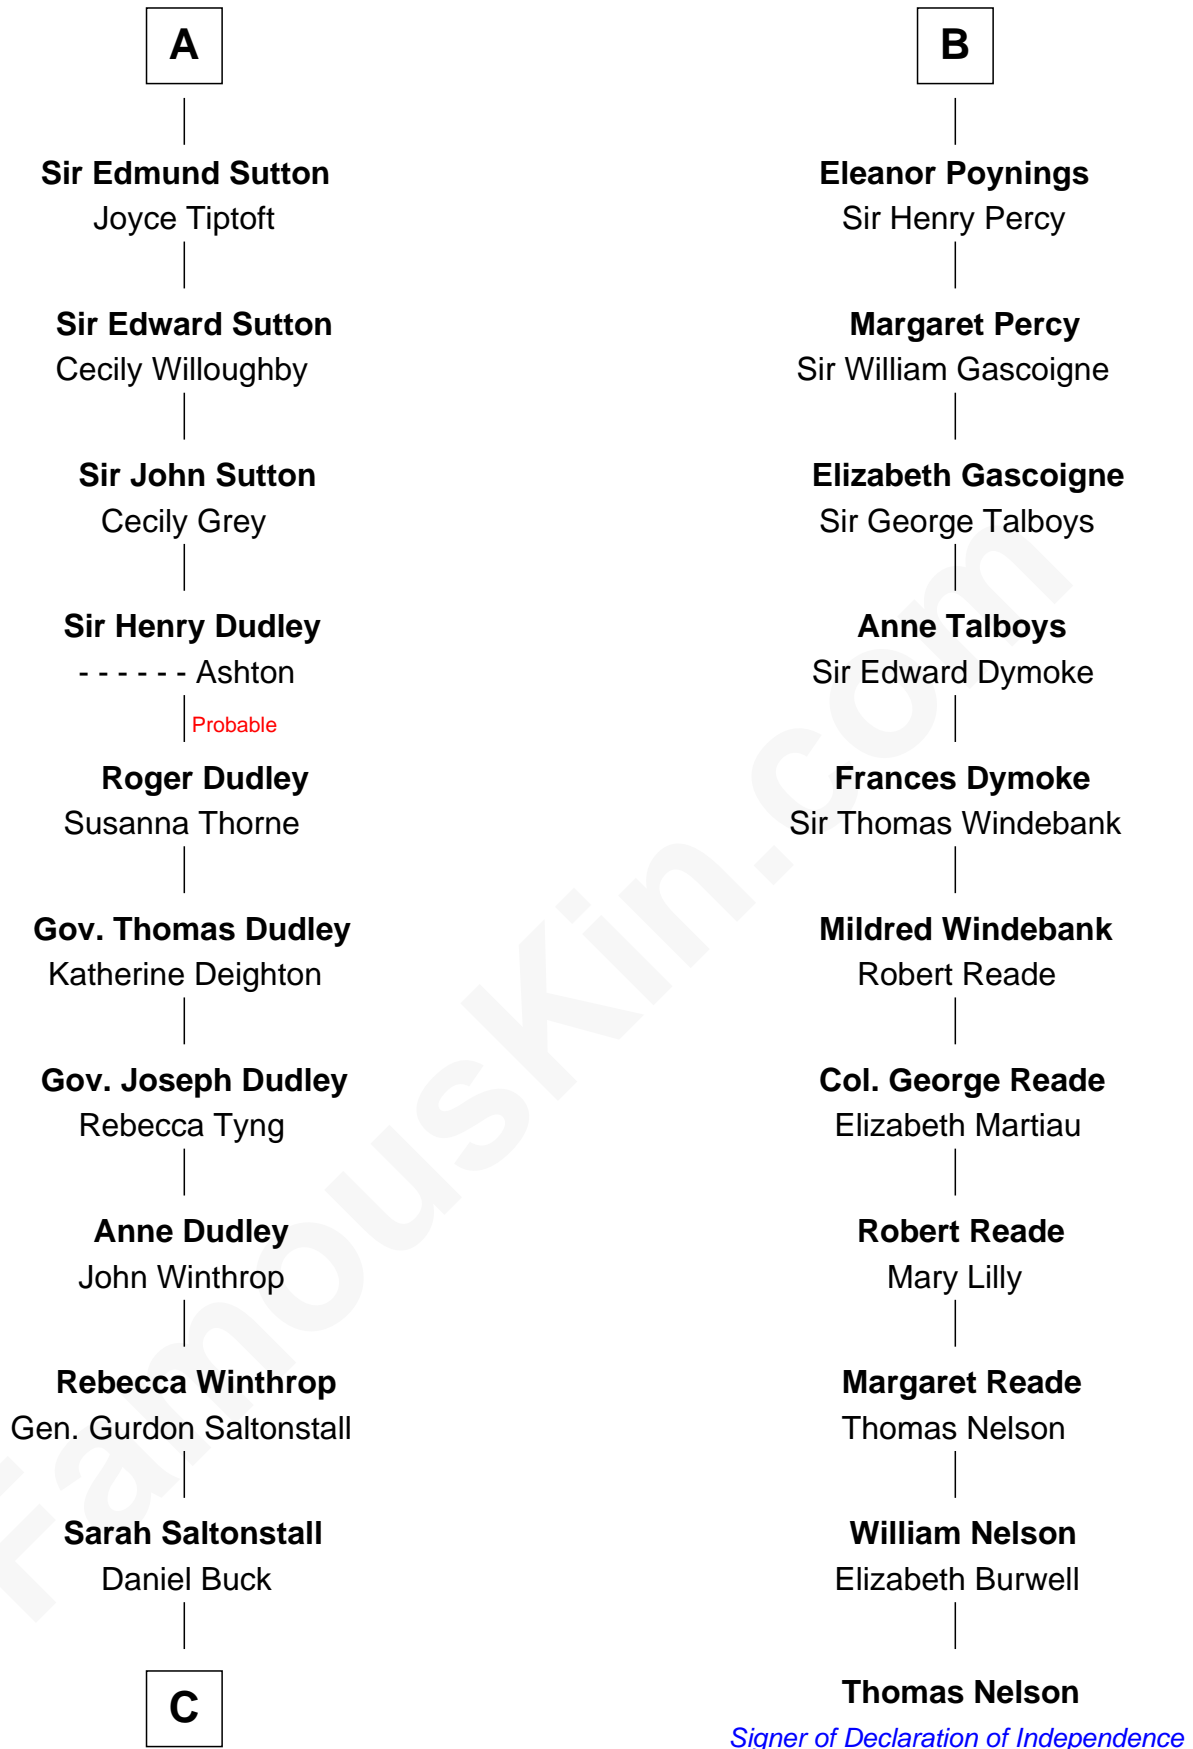 A
Sir Edmund Sutton
Joyce Tiptoft
Sir Edward Sutton
Cecily Willoughby
Sir John Sutton
Cecily Grey
Sir Henry Dudley
- - - - - - Ashton
Probable
Roger Dudley
Susanna Thorne
Gov. Thomas Dudley
Katherine Deighton
Gov. Joseph Dudley
Rebecca Tyng
Anne Dudley
John Winthrop
Rebecca Winthrop
Gen. Gurdon Saltonstall
Sarah Saltonstall
Daniel Buck
C
B
Eleanor Poynings
Sir Henry Percy
Margaret Percy
Sir William Gascoigne
Elizabeth Gascoigne
Sir George Talboys
Anne Talboys
Sir Edward Dymoke
Frances Dymoke
Sir Thomas Windebank
Mildred Windebank
Robert Reade
Col. George Reade
Elizabeth Martiau
Robert Reade
Mary Lilly
Margaret Reade
Thomas Nelson
William Nelson
Elizabeth Burwell
Thomas Nelson
Signer of Declaration of Independence
FamousKin.com